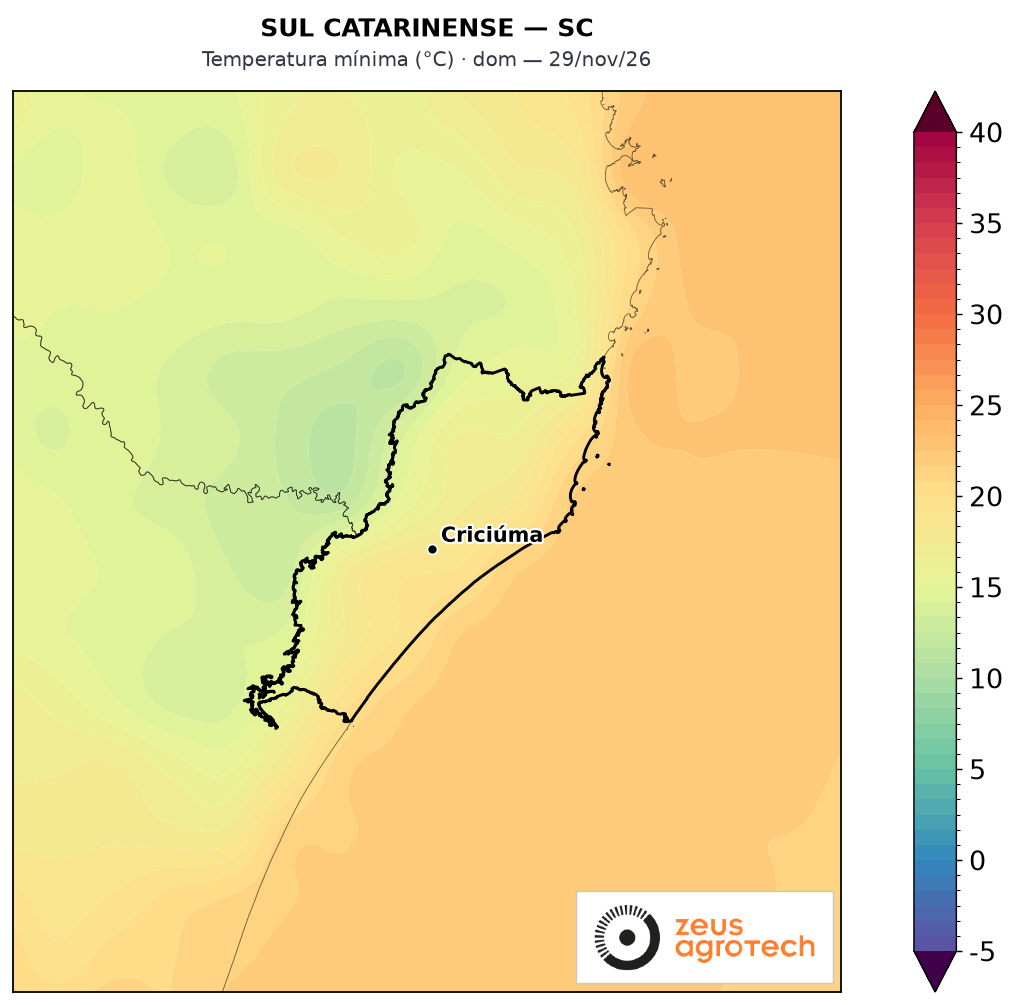 SUL CATARINENSE — SC
Temperatura mínima (°C) · dom — 29/nov/26
40
35
30
25
20
15
10
5
0
-5
Criciúma
zeus
agrotech